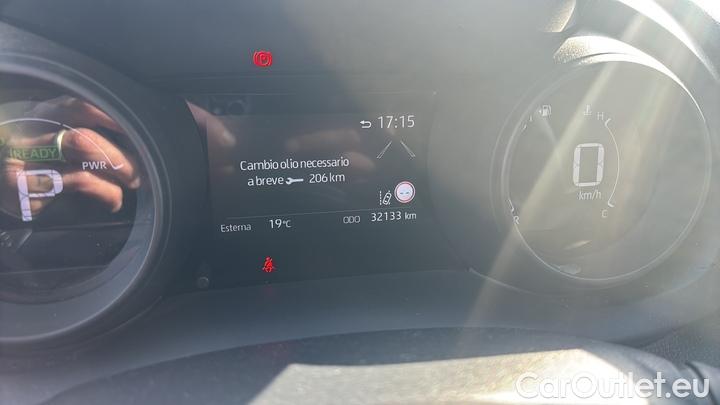 17:15
READY
PWR
P
Cambio olio necessario
a breve 206 km
Esterna 19°C ODO 32133 km
H
0
km/h
C
CarOutlet.eu